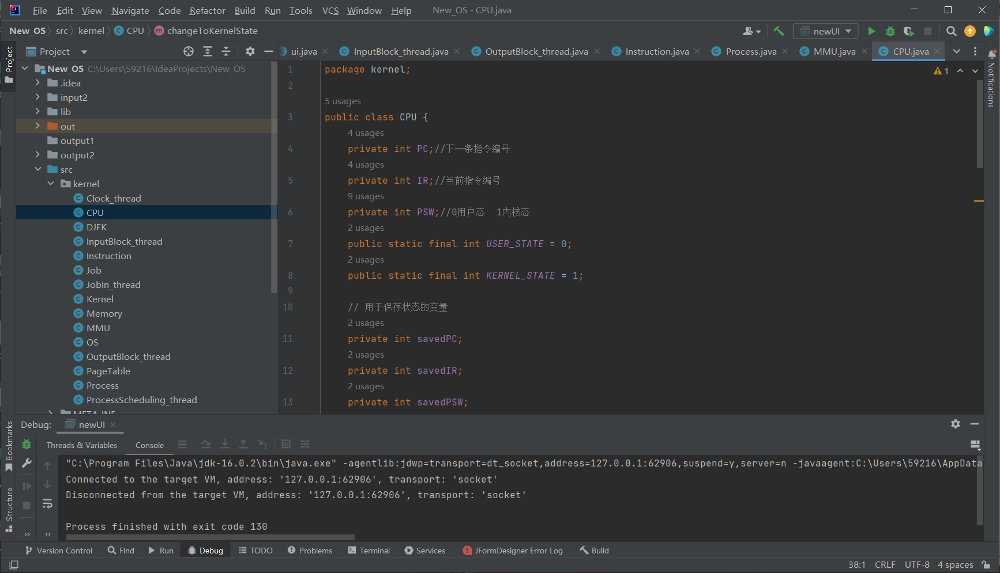 File Edit View Navigate Code Refactor Build Run Tools VCS Window Help New_OS - CPU.java
New_OS src kernel CPU changeToKernelState newUI
Project
ui.java InputBlock_thread.java OutputBlock_thread.java Instruction.java Process.java MMU.java CPU.java
Project
Notifications
New_OS C:\Users\59216\IdeaProjects\New_OS
.idea
input2
lib
out
output1
output2
src
kernel
Clock_thread
CPU
DJFK
InputBlock_thread
Instruction
Job
JobIn_thread
Kernel
Memory
MMU
OS
OutputBlock_thread
PageTable
Process
ProcessScheduling_thread
META-INF
1 package kernel;
1
2
5 usages
3 public class CPU {
4 usages
4 private int PC;//下一条指令编号
4 usages
5 private int IR;//当前指令编号
9 usages
6 private int PSW;//0用户态  1内核态
2 usages
7 public static final int USER_STATE = 0;
2 usages
8 public static final int KERNEL_STATE = 1;
9
10 // 用于保存状态的变量
2 usages
11 private int savedPC;
2 usages
12 private int savedIR;
2 usages
13 private int savedPSW;
Bookmarks
Structure
Debug: newUI
Threads & Variables Console
"C:\Program Files\Java\jdk-16.0.2\bin\java.exe" -agentlib:jdwp=transport=dt_socket,address=127.0.0.1:62906,suspend=y,server=n -javaagent:C:\Users\59216\AppData
Connected to the target VM, address: '127.0.0.1:62906', transport: 'socket'
Disconnected from the target VM, address: '127.0.0.1:62906', transport: 'socket'
Process finished with exit code 130
Version Control Find Run Debug TODO Problems Terminal Services JFormDesigner Error Log Build
38:1 CRLF UTF-8 4 spaces